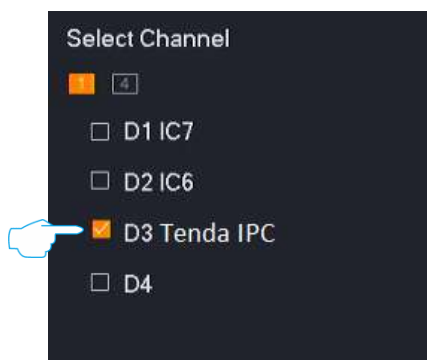 Select Channel
1 4
D1 IC7
D2 IC6
D3 Tenda IPC
D4